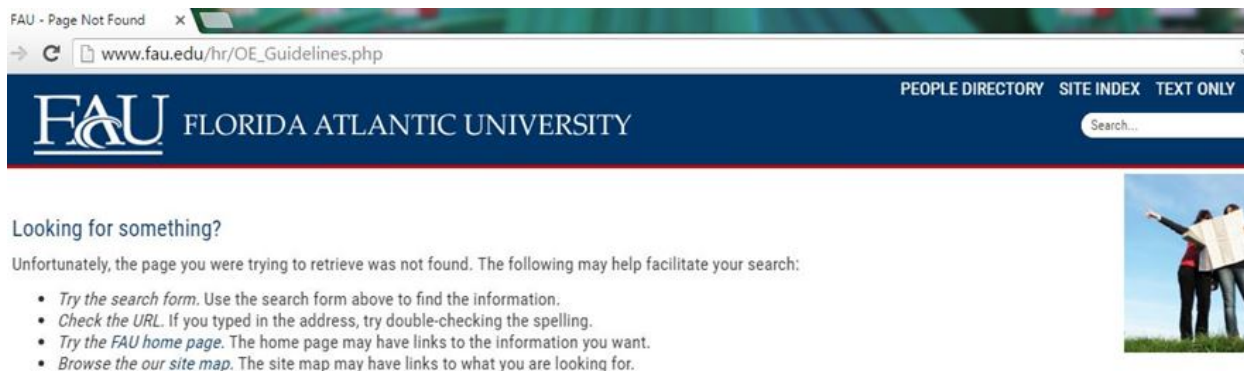 FAU - Page Not Found
www.fau.edu/hr/OE_Guidelines.php
PEOPLE DIRECTORY SITE INDEX TEXT ONLY
FAU FLORIDA ATLANTIC UNIVERSITY
Search...
Looking for something?
Unfortunately, the page you were trying to retrieve was not found. The following may help facilitate your search:
• Try the search form. Use the search form above to find the information.
• Check the URL. If you typed in the address, try double-checking the spelling.
• Try the FAU home page. The home page may have links to the information you want.
• Browse the our site map. The site map may have links to what you are looking for.